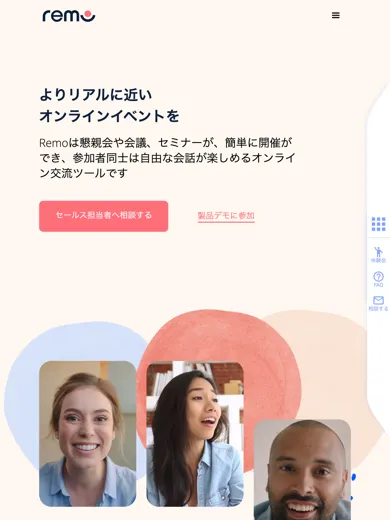 remo
よりリアルに近い
オンラインイベントを
Remoは懇親会や会議、セミナーが、簡単に開催が
でき、参加者同士は自由な会話が楽しめるオンライ
ン交流ツールです
セールス担当者へ相談する
製品デモに参加
体験会
FAQ
相談する